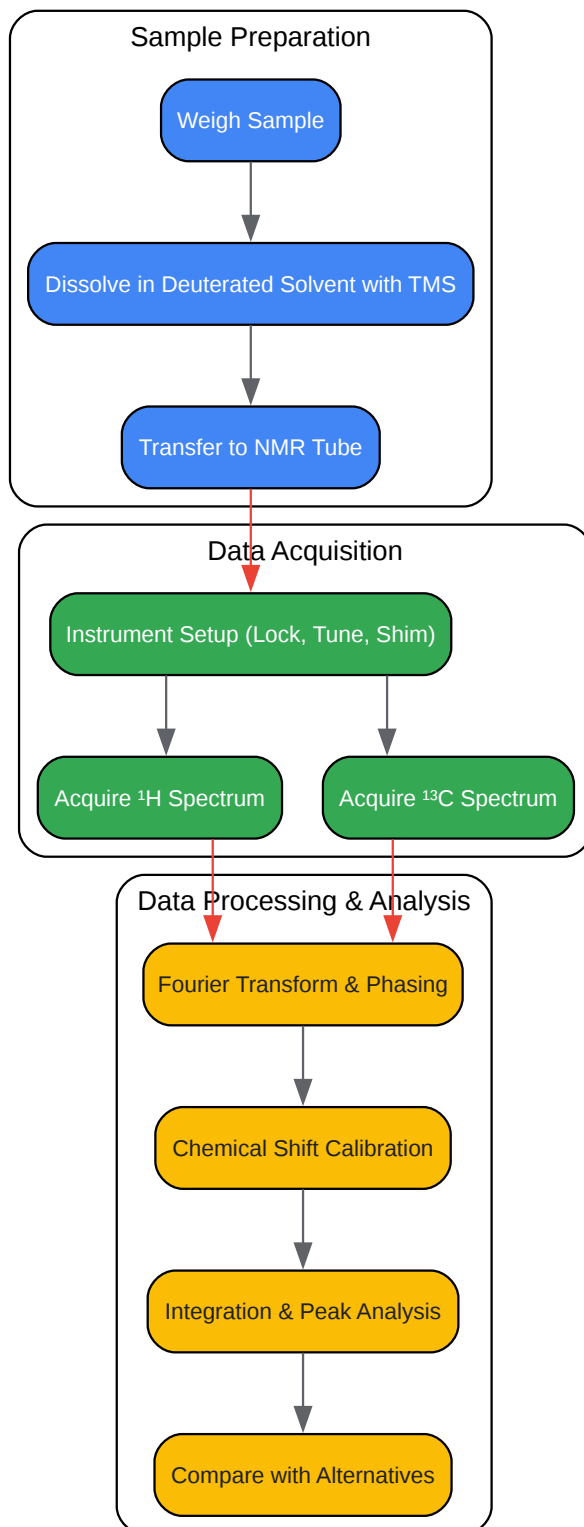 Sample Preparation
Weigh Sample
Dissolve in Deuterated Solvent with TMS
Transfer to NMR Tube
Data Acquisition
Instrument Setup (Lock, Tune, Shim)
Acquire ¹H Spectrum
Acquire ¹³C Spectrum
Data Processing & Analysis
Fourier Transform & Phasing
Chemical Shift Calibration
Integration & Peak Analysis
Compare with Alternatives